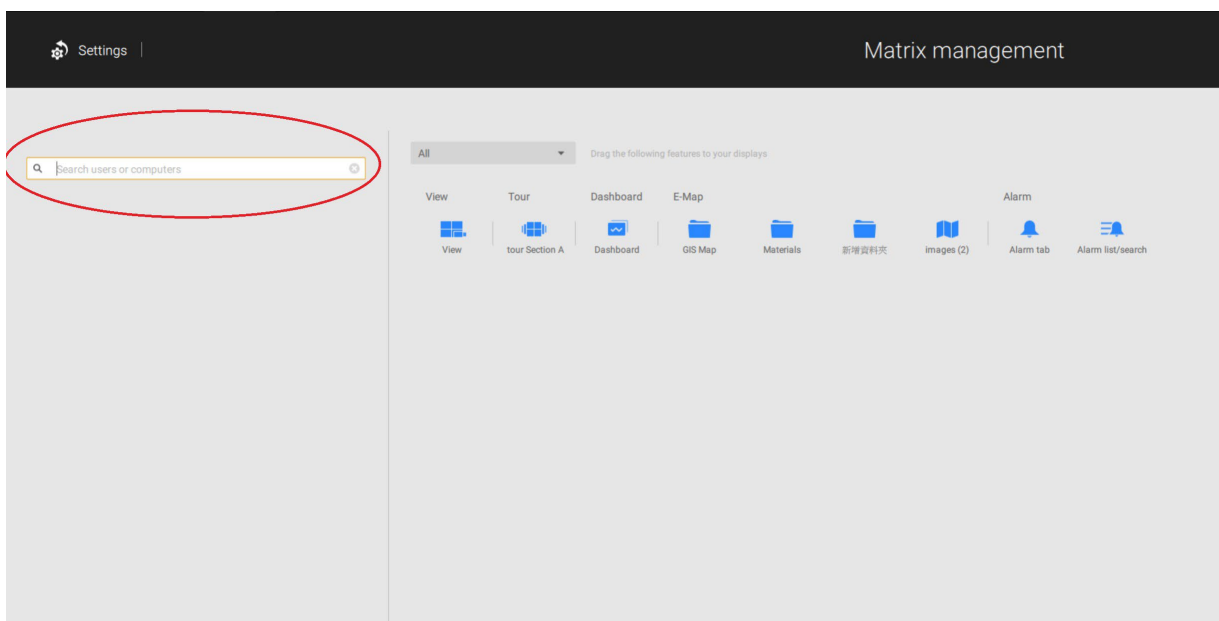 Settings
Matrix management
Search users or computers
All
Drag the following features to your displays
View Tour Dashboard E-Map Alarm
View tour Section A Dashboard GIS Map Materials 新增資料夾 images (2) Alarm tab Alarm list/search